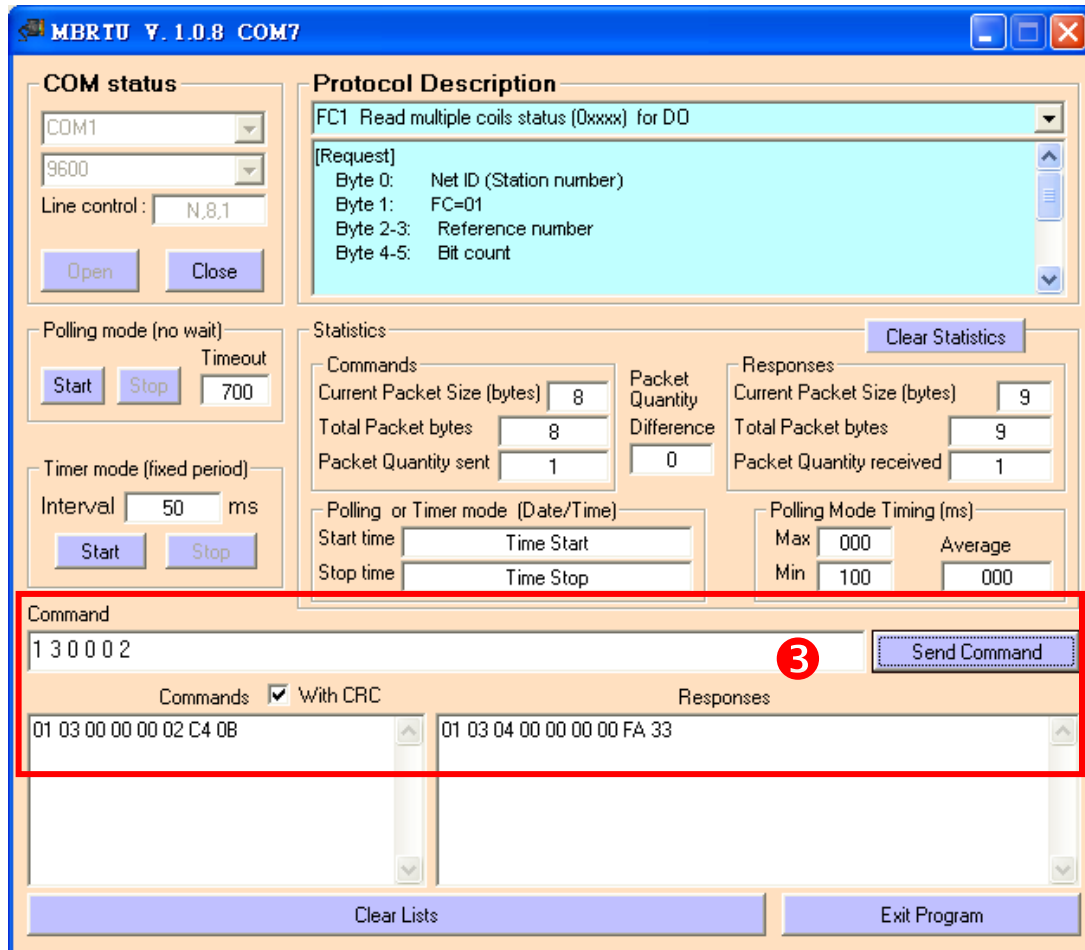 MBRTU V. 1.0.8 COM7
COM status
COM1
9600
Line control : N,8,1
Open Close
Protocol Description
FC1 Read multiple coils status (0xxxx) for DO
[Request]
Byte 0: Net ID (Station number)
Byte 1: FC=01
Byte 2-3: Reference number
Byte 4-5: Bit count
Polling mode (no wait)
Timeout
Start Stop 700
Timer mode (fixed period)
Interval 50 ms
Start Stop
Statistics
Clear Statistics
Commands
Current Packet Size (bytes) 8
Total Packet bytes 8
Packet Quantity sent 1
Packet
Quantity
Difference
0
Responses
Current Packet Size (bytes) 9
Total Packet bytes 9
Packet Quantity received 1
Polling or Timer mode (Date/Time)
Start time Time Start
Stop time Time Stop
Polling Mode Timing (ms)
Max 000 Average
Min 100 000
Command
1 3 0 0 0 2 3 Send Command
Commands With CRC Responses
01 03 00 00 00 02 C4 0B 01 03 04 00 00 00 00 FA 33
Clear Lists Exit Program